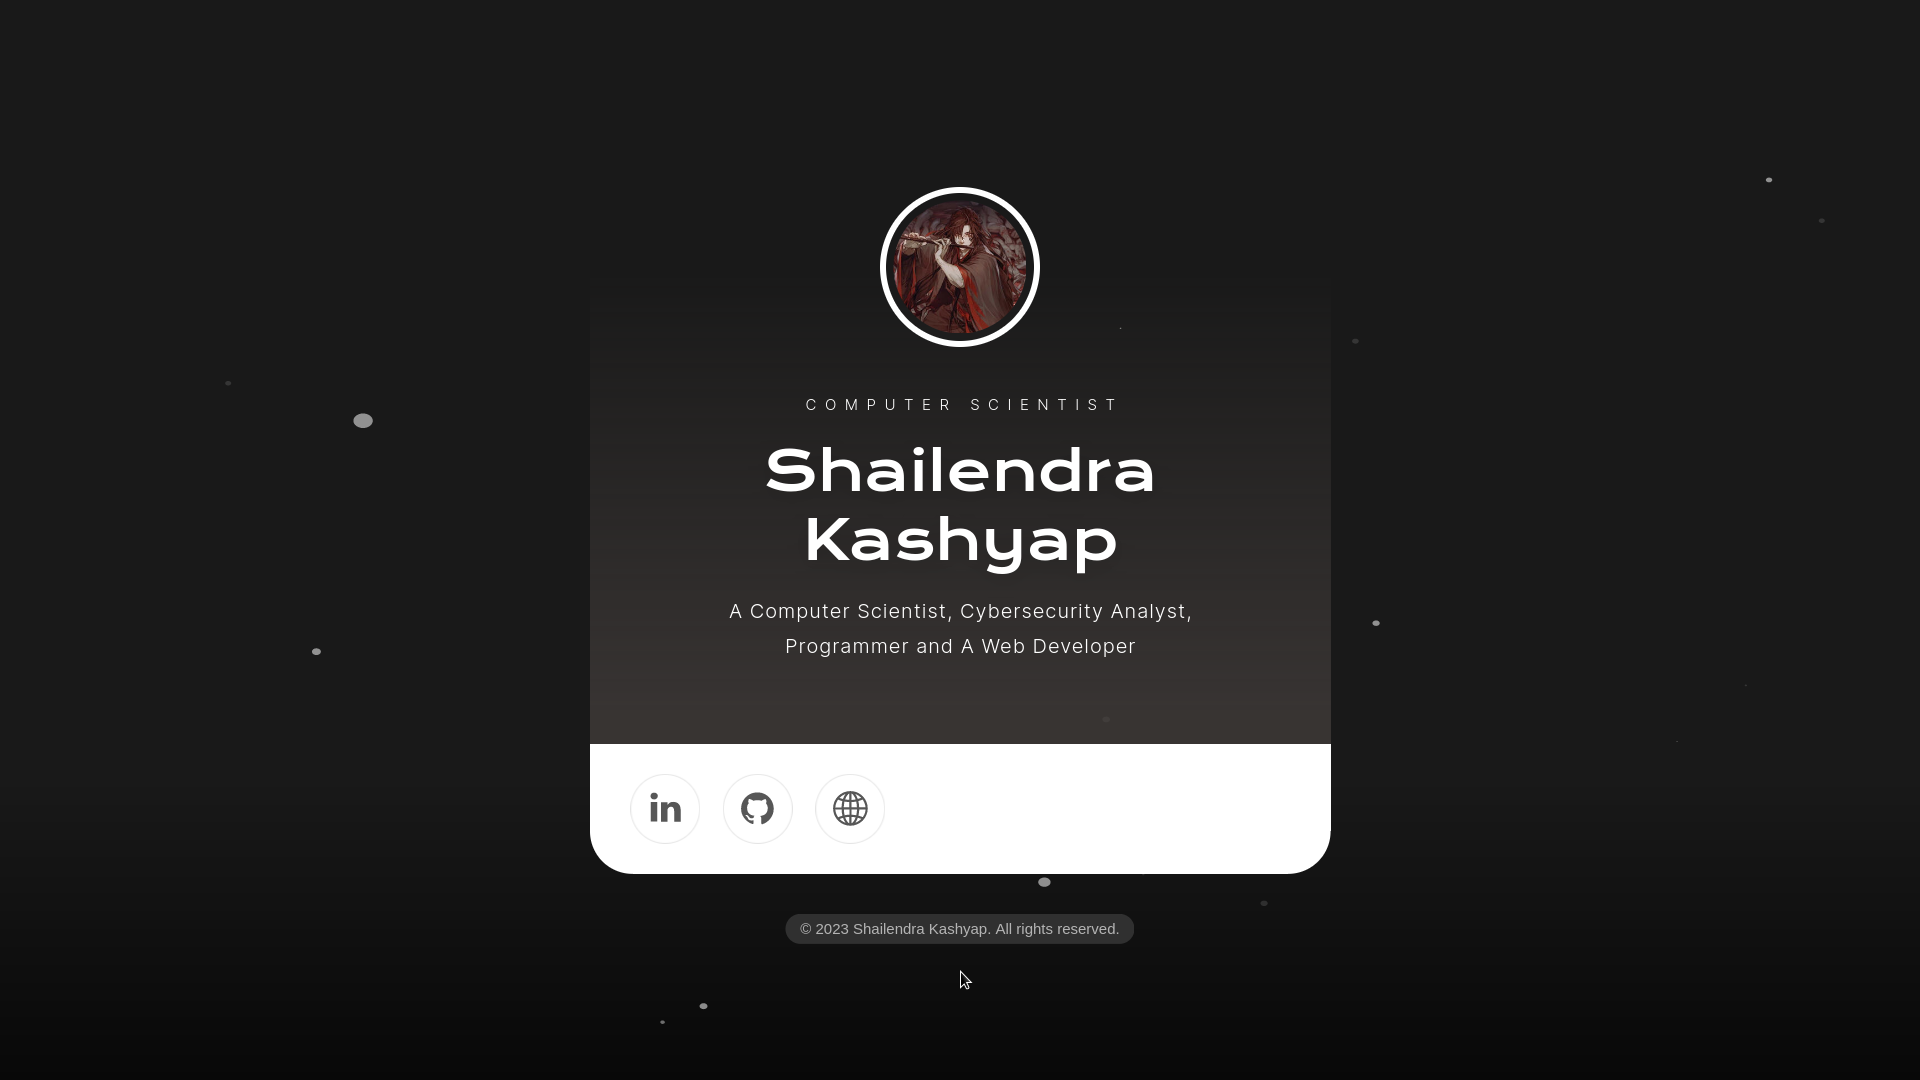 COMPUTER SCIENTIST
Shailendra
Kashyap
A Computer Scientist, Cybersecurity Analyst,
Programmer and A Web Developer
in
© 2023 Shailendra Kashyap. All rights reserved.